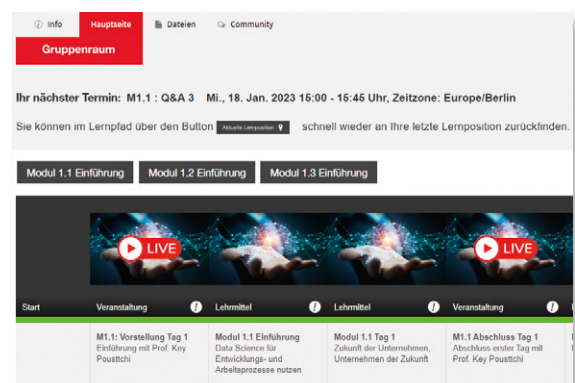 Info Hauptseite Dateien Community
Gruppenraum
Ihr nächster Termin: M1.1 : Q&A 3 Mi., 18. Jan. 2023 15:00 - 15:45 Uhr, Zeitzone: Europe/Berlin
Sie können im Lernpfad über den Button Aktuelle Lernposition schnell wieder an Ihre letzte Lernposition zurückfinden.
Modul 1.1 Einführung Modul 1.2 Einführung Modul 1.3 Einführung
LIVE LIVE
Start Veranstaltung Lehrmittel Lehrmittel Veranstaltung
M1.1: Vorstellung Tag 1 Modul 1.1 Einführung Modul 1.1 Tag 1 M1.1 Abschluss Tag 1
Einführung mit Prof. Key Data Science für Zukunft der Unternehmen, Abschluss erster Tag mit
Pousttchi Entwicklungs- und Unternehmen der Zukunft Prof. Key Pousttchi
Arbeitsprozesse nutzen